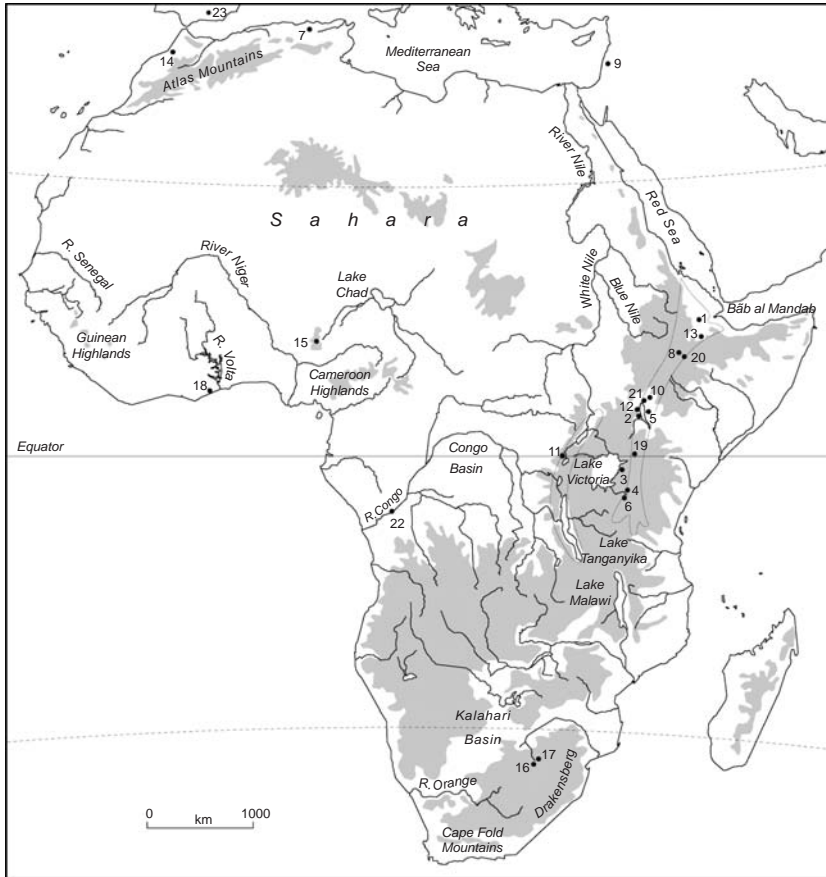 23
7
14
Atlas Mountains
Mediterranean
Sea
9
River Nile
Red Sea
S a h a r a
R. Senegal
River Niger
Lake
Chad
White Nile
Blue Nile
Bāb al Mandab
1
13
Guinean
Highlands
R. Volta
15
8
20
18
Cameroon
Highlands
21
10
12
2
5
Equator
11
Congo
Basin
Lake
Victoria
19
3
4
6
R.Congo
22
Lake
Tanganyika
Lake
Malawi
Kalahari
Basin
17
16
R.Orange
Drakensberg
0
1000
km
Cape Fold
Mountains